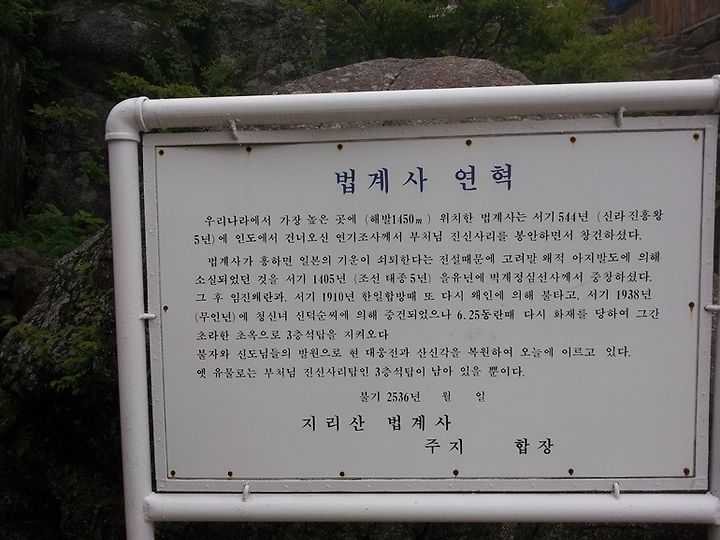 법계사 연혁
우리나라에서 가장 높은 곳에 (해발1450m) 위치한 법계사는 서기 544년 (신라 진흥왕
5년)에 인도에서 건너오신 연기조사께서 부처님 진신사리를 봉안하면서 창건하셨다.
법계사가 흥하면 일본의 기운이 쇠퇴한다는 전설때문에 고려말 왜적 아지발도에 의해
소실되었던 것을 서기 1405년 (조선 태종 5년) 을유년에 벽계정심선사께서 중창하셨다.
그 후 임진왜란과, 서기 1910년 한일합방때 또 다시 왜인에 의해 불타고, 서기 1938년
(무인년)에 청신녀 신덕순씨에 의해 중건되었으나 6.25동란때 다시 화재를 당하여 그간
초라한 초옥으로 3층석탑을 지켜오다
불자와 신도님들의 발원으로 현 대웅전과 산신각을 복원하여 오늘에 이르고 있다.
옛 유물로는 부처님 진신사리탑인 3층석탑이 남아 있을 뿐이다.
불기 2536년 월 일
지리산 법계사
주지 합장